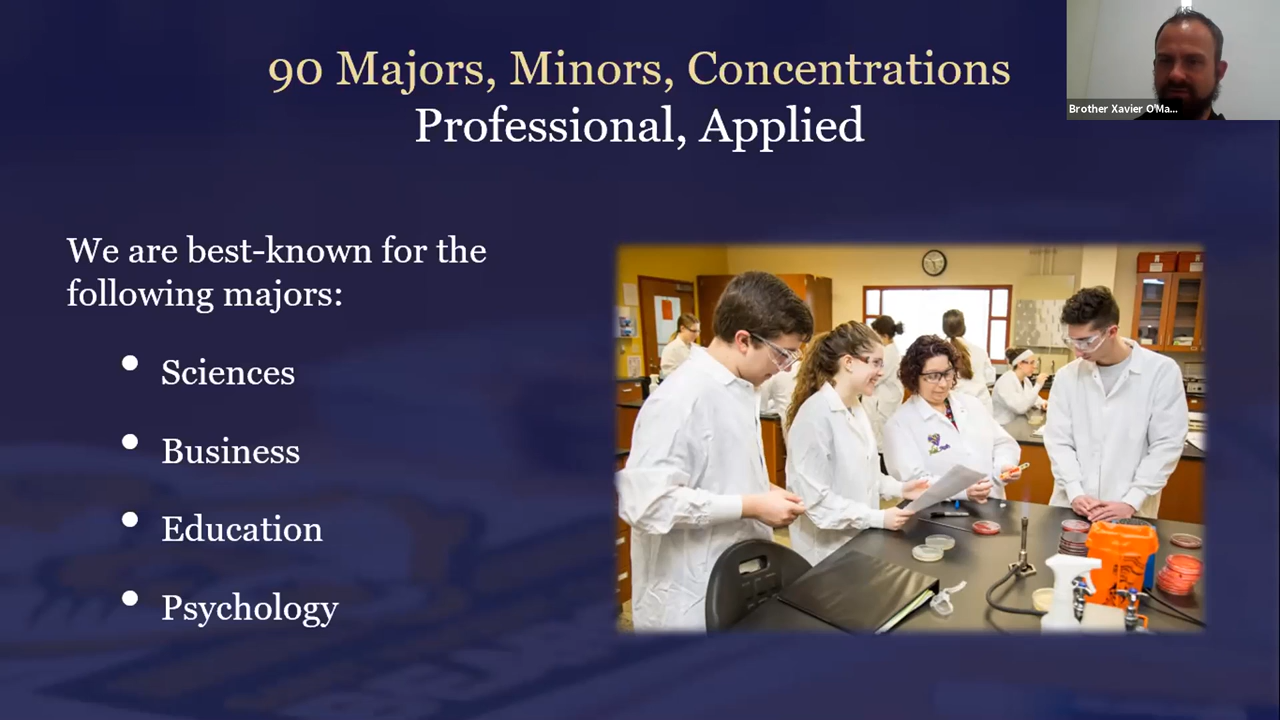 90 Majors, Minors, Concentrations
Professional, Applied
Brother Xavier O'Ma...
We are best-known for the
following majors:
Sciences
Business
Education
Psychology